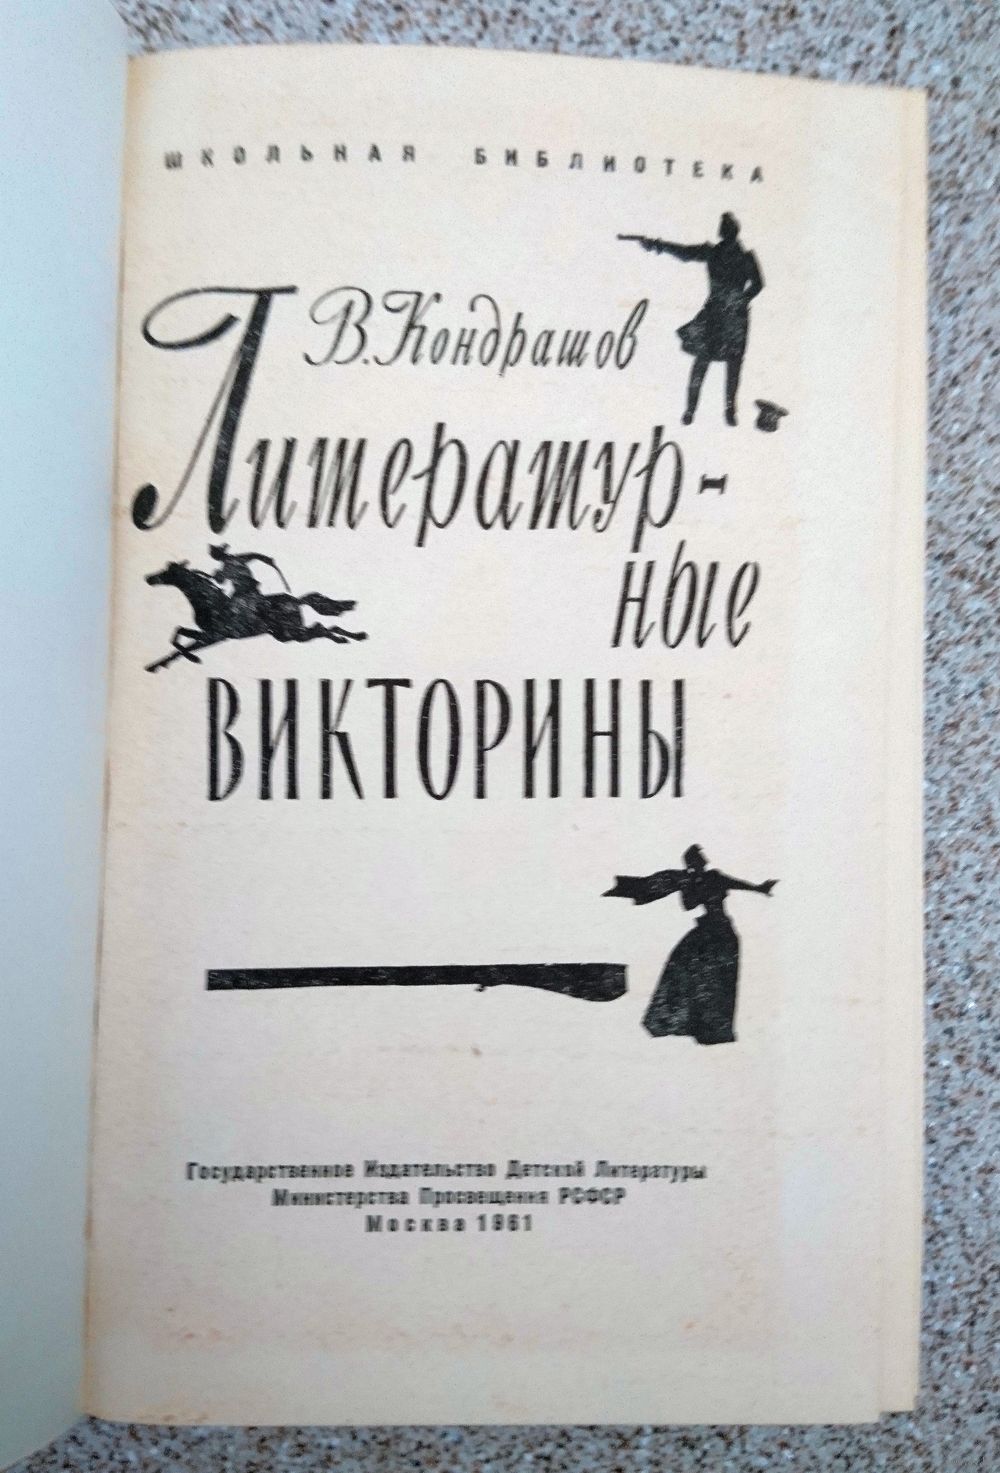 ШКОЛЬНАЯ БИБЛИОТЕКА
В. Кондрашов
Литератур-
ные
ВИКТОРИНЫ
Государственное Издательство Детской Литературы
Министерства Просвещения РСФСР
Москва 1961